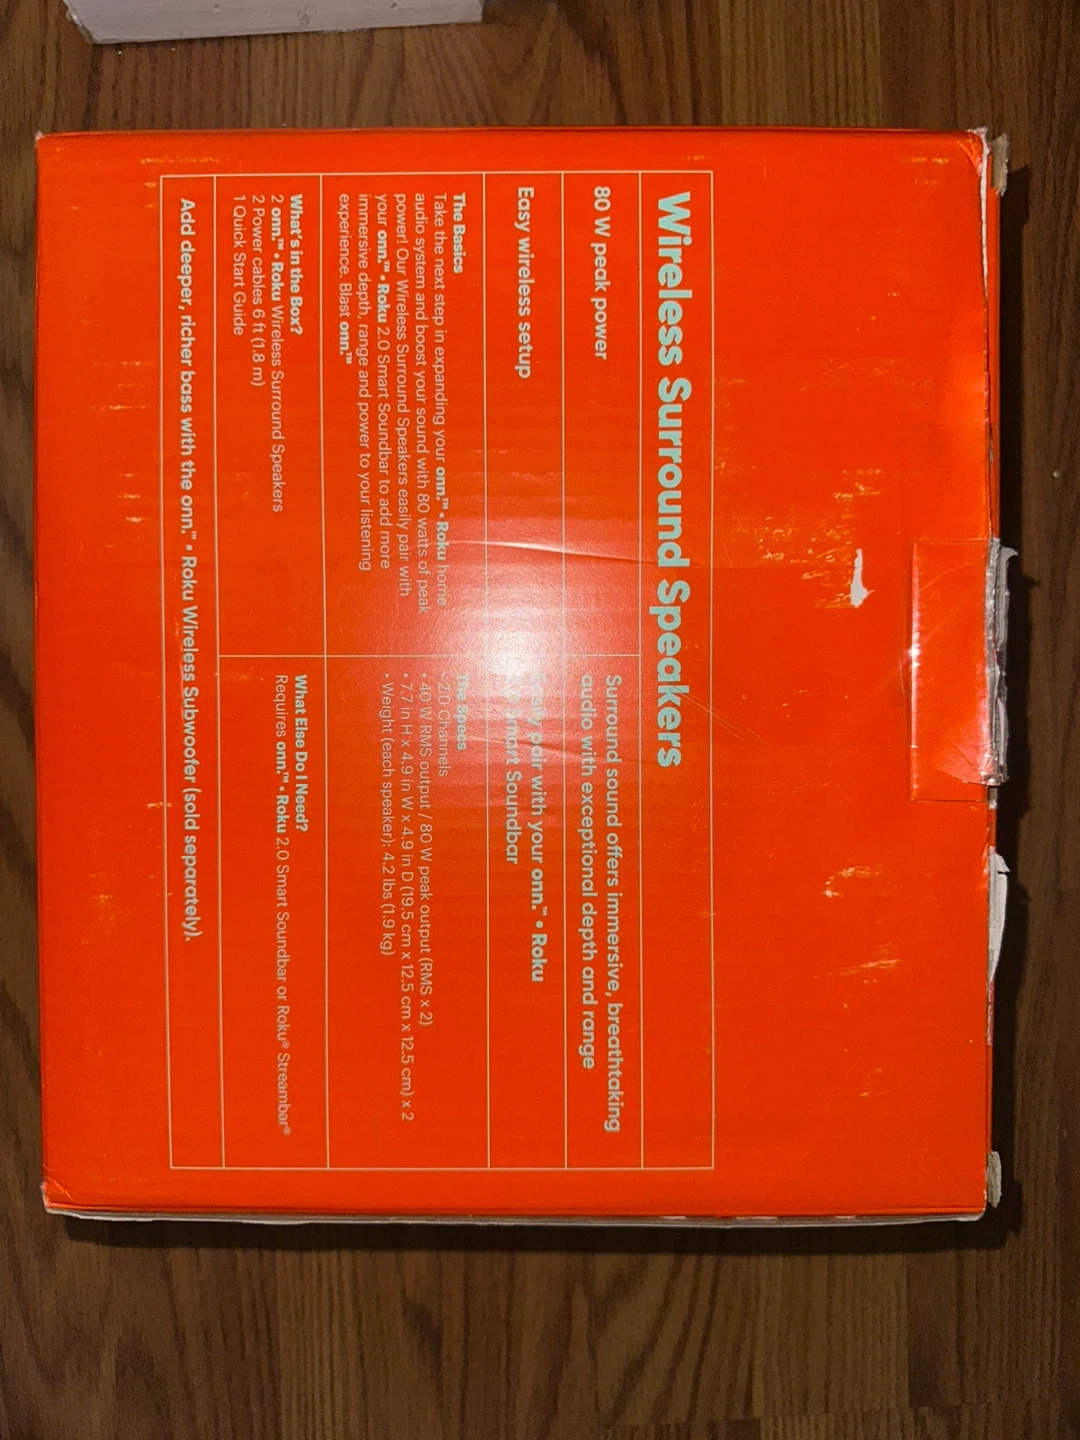 Wireless Surround Speakers
80 W peak power
Surround sound offers immersive, breathtaking
audio with exceptional depth and range
Easy wireless setup
pair with your onn.™ • Roku
Smart Soundbar
The Basics
Take the next step in expanding your onn.™ • Roku home
audio system and boost your sound with 80 watts of peak
power! Our Wireless Surround Speakers easily pair with
your onn.™ • Roku 2.0 Smart Soundbar to add more
immersive depth, range and power to your listening
experience. Blast onn.™
The Specs
• 2.0 Channels
• 40 W RMS output / 80 W peak output (RMS x 2)
• 7.7 in H x 4.9 in W x 4.9 in D (19.5 cm x 12.5 cm x 12.5 cm) x 2
• Weight (each speaker): 4.2 lbs (1.9 kg)
What's in the Box?
2 onn.™ • Roku Wireless Surround Speakers
2 Power cables 6 ft (1.8 m)
1 Quick Start Guide
What Else Do I Need?
Requires onn.™ • Roku 2.0 Smart Soundbar or Roku® Streambar®
Add deeper, richer bass with the onn.™ • Roku Wireless Subwoofer (sold separately).